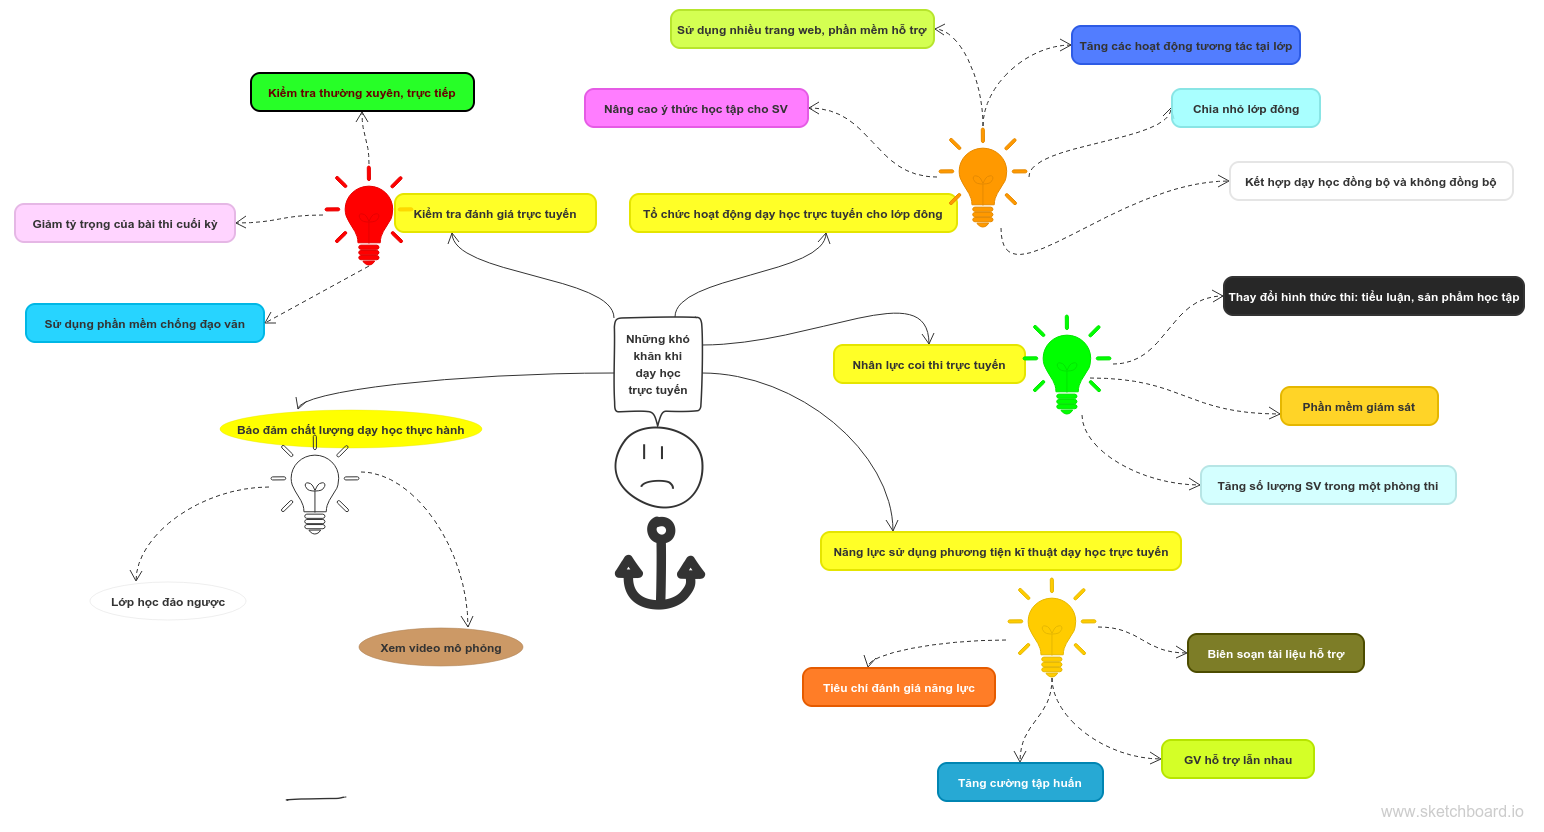 Sử dụng nhiều trang web, phần mềm hỗ trợ
Tăng các hoạt động tương tác tại lớp
Kiểm tra thường xuyên, trực tiếp
Nâng cao ý thức học tập cho SV
Chia nhỏ lớp đông
Kết hợp dạy học đồng bộ và không đồng bộ
Giảm tỷ trọng của bài thi cuối kỳ
Kiểm tra đánh giá trực tuyến
Tổ chức hoạt động dạy học trực tuyến cho lớp đông
Thay đổi hình thức thi: tiểu luận, sản phẩm học tập
Sử dụng phần mềm chống đạo văn
Những khó
khăn khi
dạy học
trực tuyến
Nhân lực coi thi trực tuyến
Phần mềm giám sát
Bảo đảm chất lượng dạy học thực hành
Tăng số lượng SV trong một phòng thi
Năng lực sử dụng phương tiện kĩ thuật dạy học trực tuyến
Lớp học đảo ngược
Xem video mô phỏng
Biên soạn tài liệu hỗ trợ
Tiêu chí đánh giá năng lực
GV hỗ trợ lẫn nhau
Tăng cường tập huấn
www.sketchboard.io